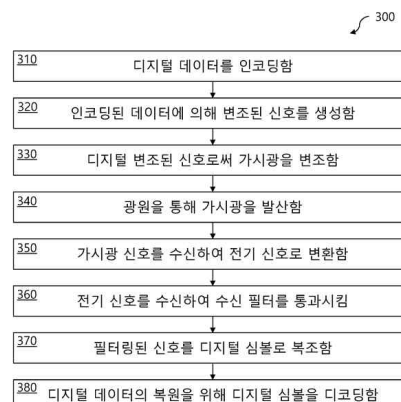 300
310
디지털 데이터를 인코딩함
320
인코딩된 데이터에 의해 변조된 신호를 생성함
330
디지털 변조된 신호로써 가시광을 변조함
340
광원을 통해 가시광을 발산함
350
가시광 신호를 수신하여 전기 신호로 변환함
360
전기 신호를 수신하여 수신 필터를 통과시킴
370
필터링된 신호를 디지털 심볼로 복조함
380
디지털 데이터의 복원을 위해 디지털 심볼을 디코딩함